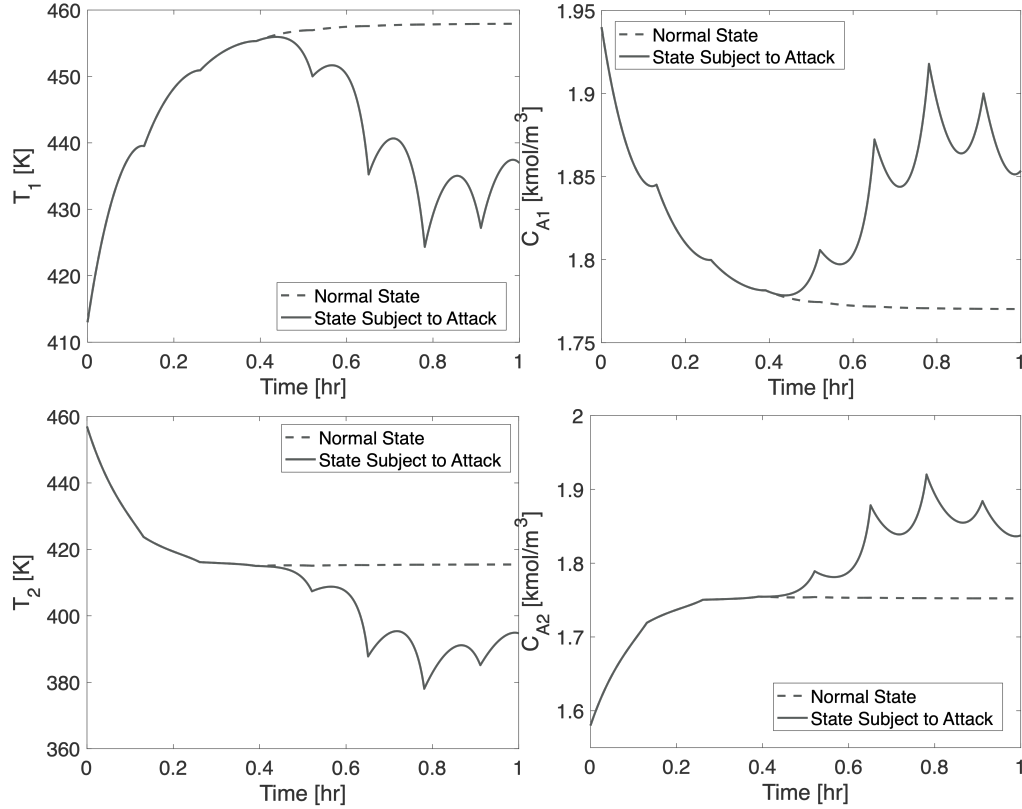 460
450
440
430
420
410
T1 [K]
Normal State
State Subject to Attack
0
0.2
0.4
0.6
0.8
1
Time [hr]
1.95
1.9
1.85
1.8
1.75
CA1 [kmol/m3]
Normal State
State Subject to Attack
0
0.2
0.4
0.6
0.8
1
Time [hr]
460
440
420
400
380
360
T2 [K]
Normal State
State Subject to Attack
0
0.2
0.4
0.6
0.8
1
Time [hr]
2
1.9
1.8
1.7
1.6
CA2 [kmol/m3]
Normal State
State Subject to Attack
0
0.2
0.4
0.6
0.8
1
Time [hr]